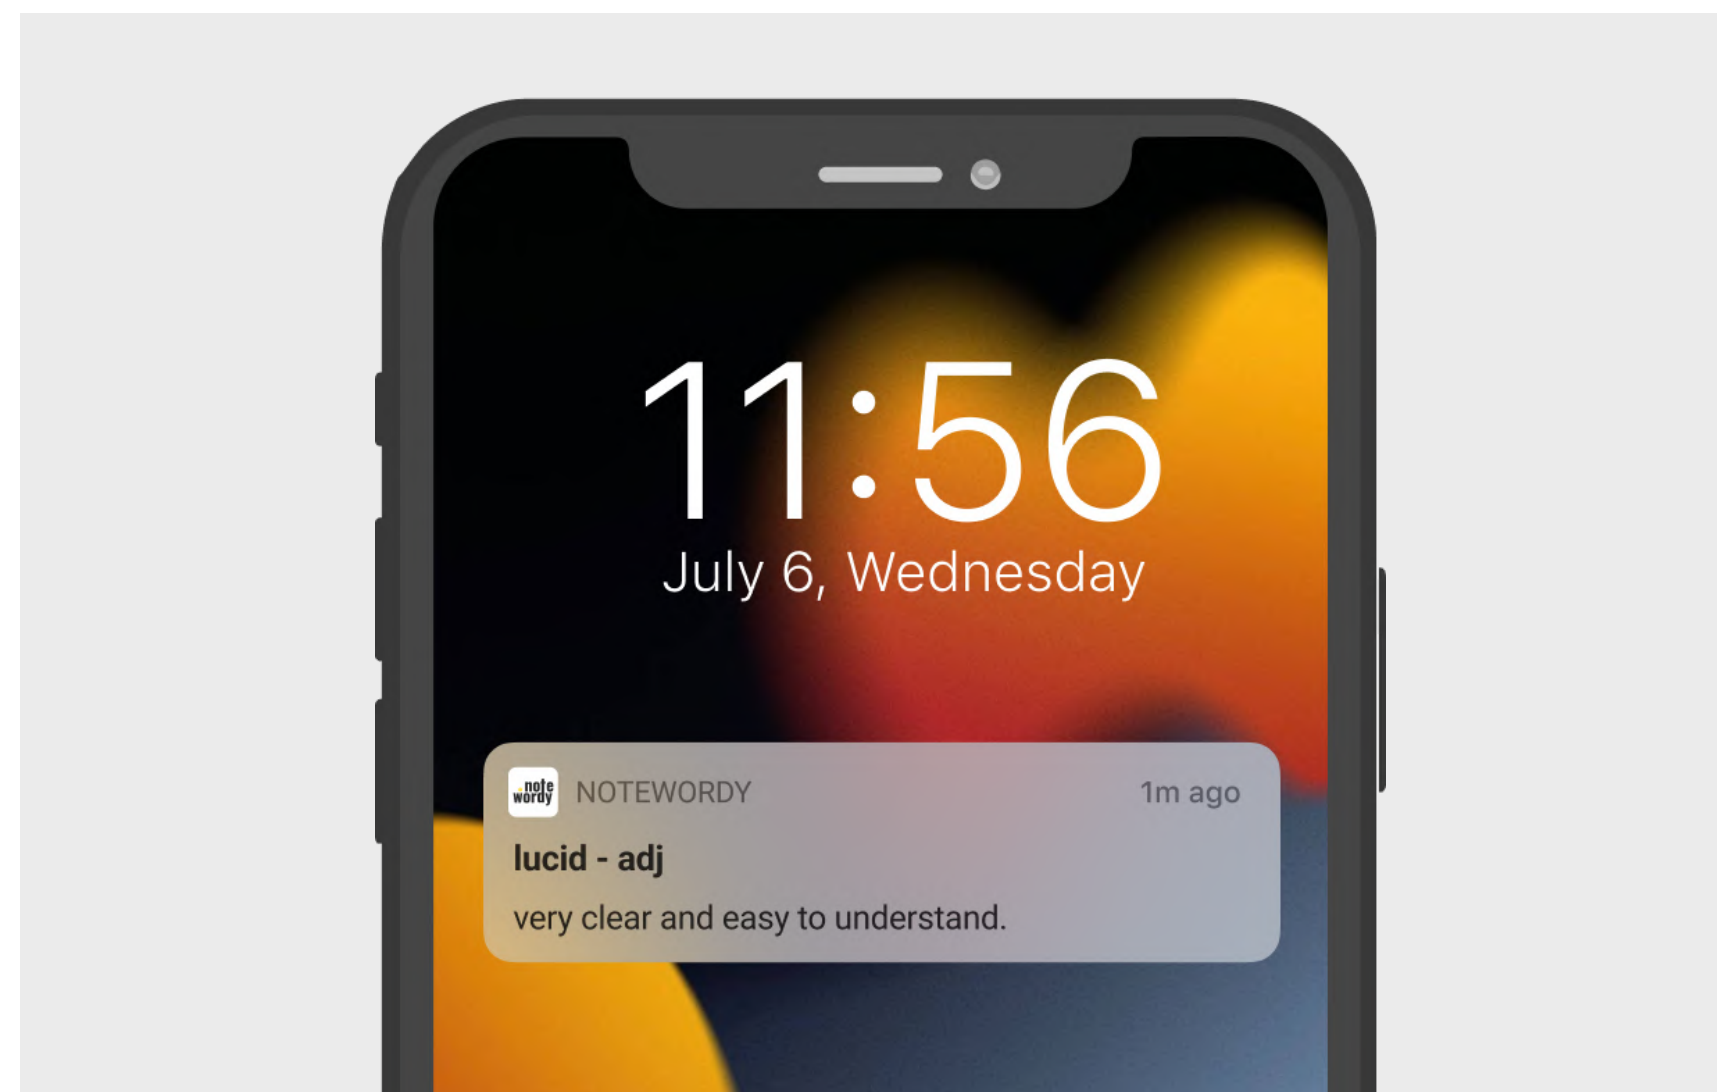 11:56
July 6, Wednesday
note
wordy
NOTEWORDY
1m ago
lucid - adj
very clear and easy to understand.